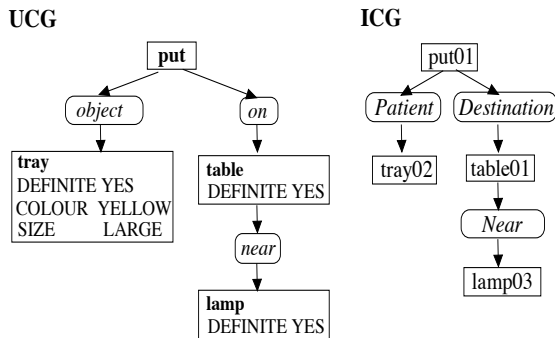 UCG
put
object
on
tray
DEFINITE YES
COLOUR YELLOW
SIZE LARGE
table
DEFINITE YES
near
lamp
DEFINITE YES
ICG
put01
Patient
Destination
tray02
table01
Near
lamp03